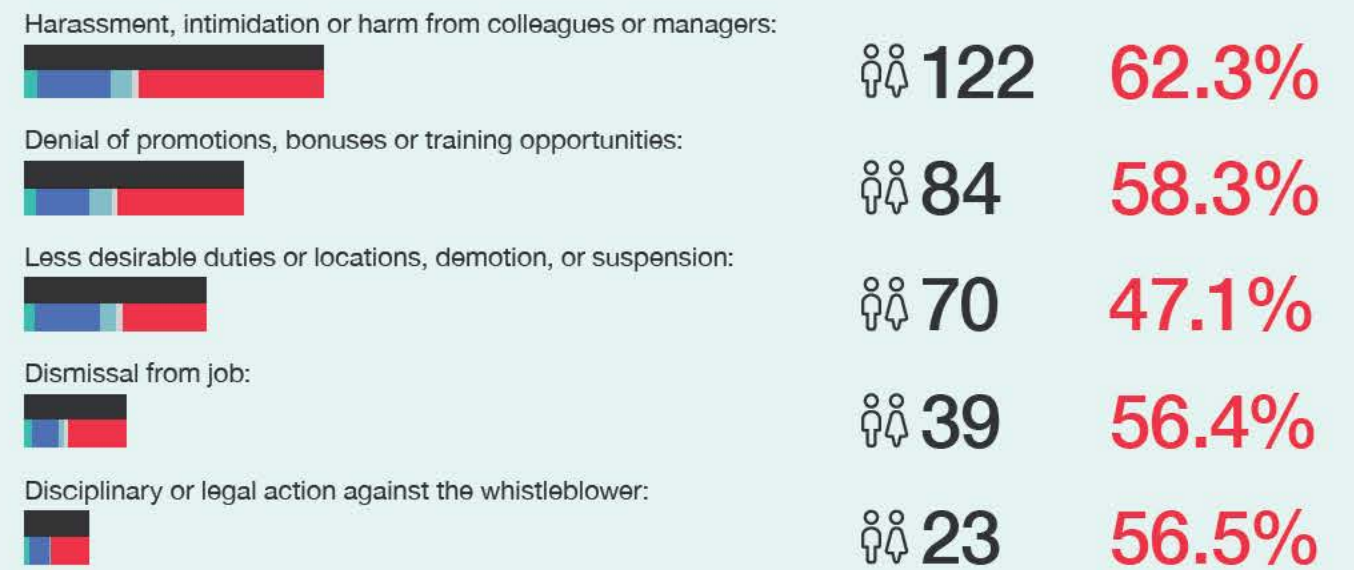 Harassment, intimidation or harm from colleagues or managers:
122 62.3%
Denial of promotions, bonuses or training opportunities:
84 58.3%
Less desirable duties or locations, demotion, or suspension:
70 47.1%
Dismissal from job:
39 56.4%
Disciplinary or legal action against the whistleblower:
23 56.5%